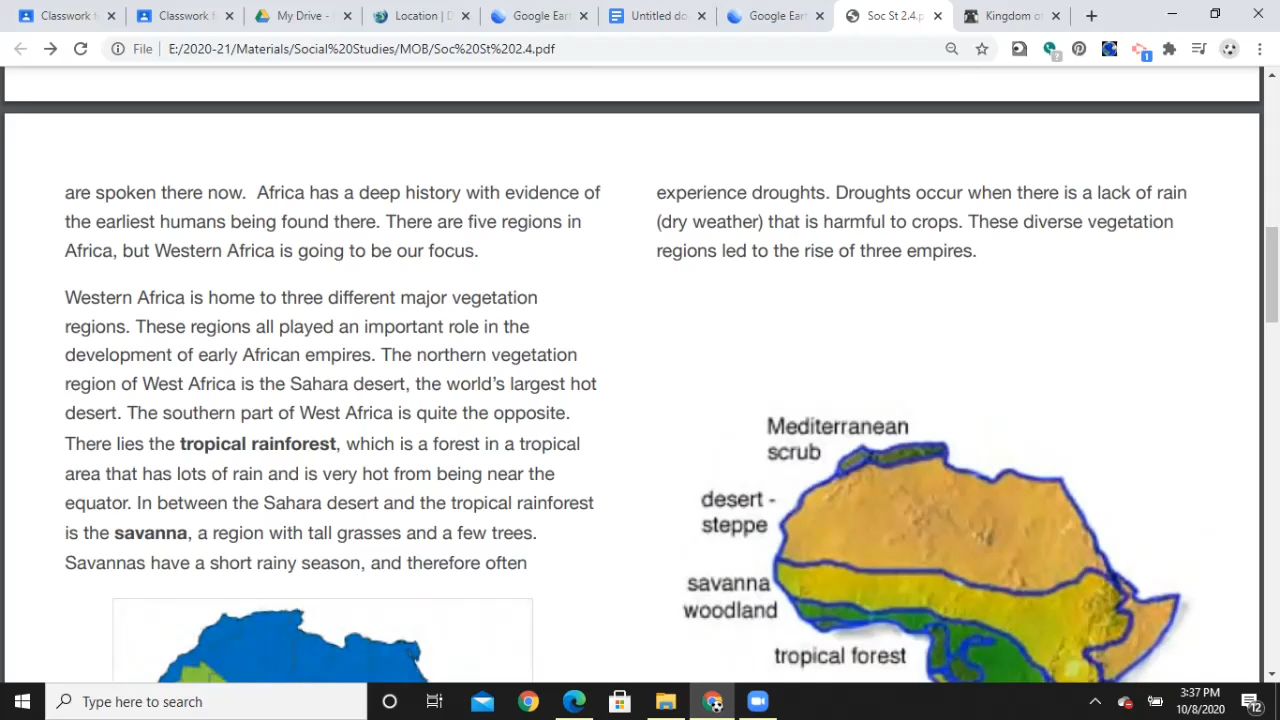 Classwork f
Classwork f
My Drive -
Location | D
Google Eart
Untitled do
Google Eart
Soc St 2.4.p
Kingdom of
File
E:/2020-21/Materials/Social%20Studies/MOB/Soc%20St%202.4.pdf
are spoken there now.  Africa has a deep history with evidence of
the earliest humans being found there. There are five regions in
Africa, but Western Africa is going to be our focus.
Western Africa is home to three different major vegetation
regions. These regions all played an important role in the
development of early African empires. The northern vegetation
region of West Africa is the Sahara desert, the world's largest hot
desert. The southern part of West Africa is quite the opposite.
There lies the tropical rainforest, which is a forest in a tropical
area that has lots of rain and is very hot from being near the
equator. In between the Sahara desert and the tropical rainforest
is the savanna, a region with tall grasses and a few trees.
Savannas have a short rainy season, and therefore often
experience droughts. Droughts occur when there is a lack of rain
(dry weather) that is harmful to crops. These diverse vegetation
regions led to the rise of three empires.
Mediterranean
scrub
desert -
steppe
savanna
woodland
tropical forest
Type here to search
3:37 PM
10/8/2020
12